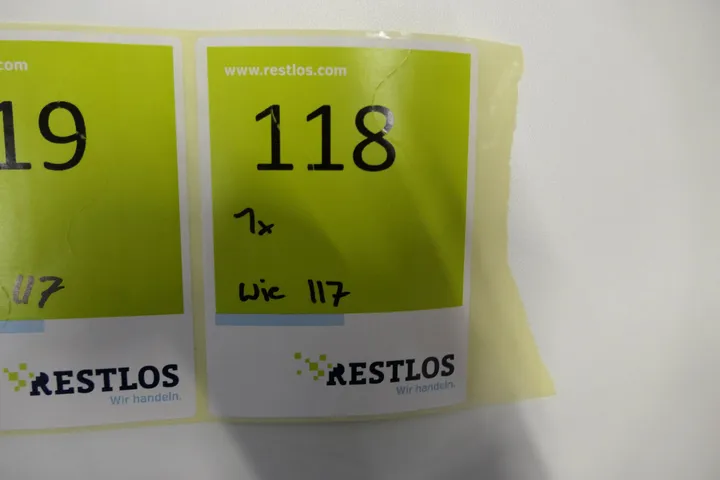 com
19
117
RESTLOS
Wir handeln.
www.restlos.com
118
1x
wie 117
RESTLOS
Wir handeln.